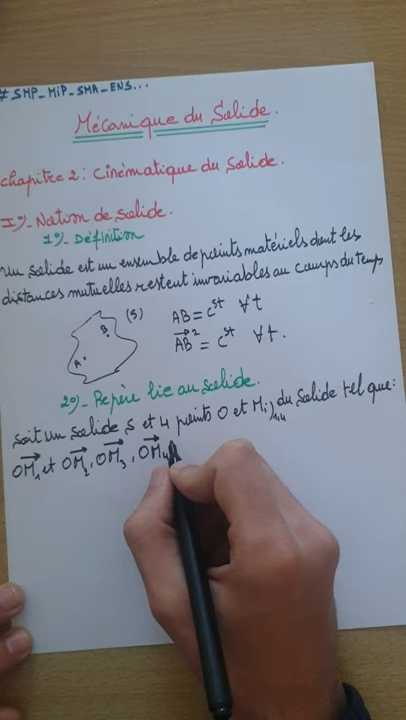 # SMP_MiP_SMA_ENS...
Mécanique du Solide.
Chapitre 2 : Cinématique du Solide.
I°)- Notion de solide.
1°)- Définition
Un solide est un ensemble de points matériels dont les
distances mutuelles restent invariables au cours du temps
(S)
A
B
AB = Cst ∀t
AB² = Cst ∀t.
2°)- Repère lié au solide.
soit un solide S et 4 points O et Mi du solide tel que :
OM1 et OM2, OM3, OM4